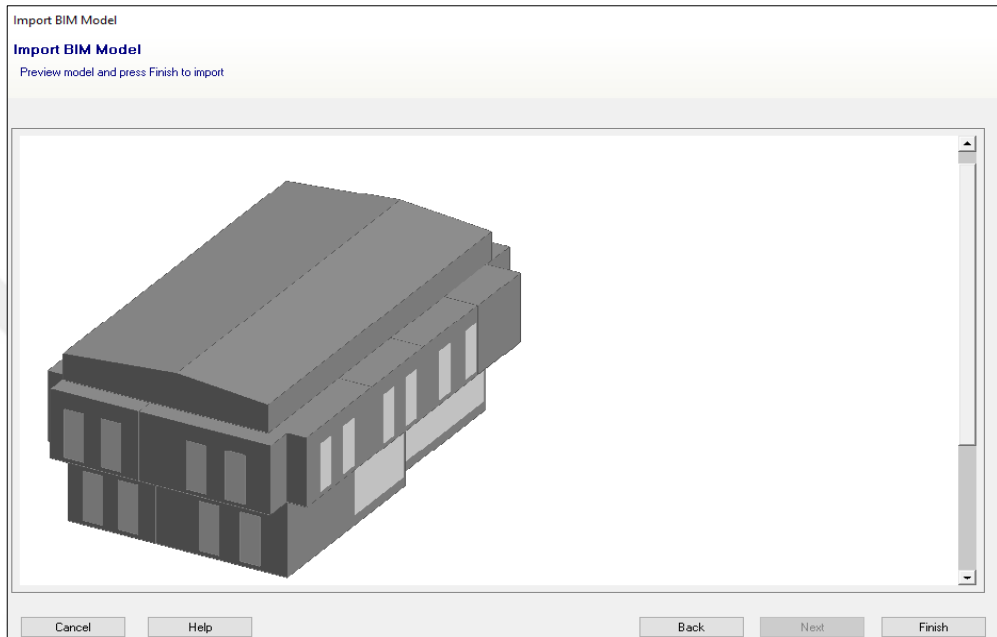 Import BIM Model
Import BIM Model
Preview model and press Finish to import
Cancel Help Back Next Finish